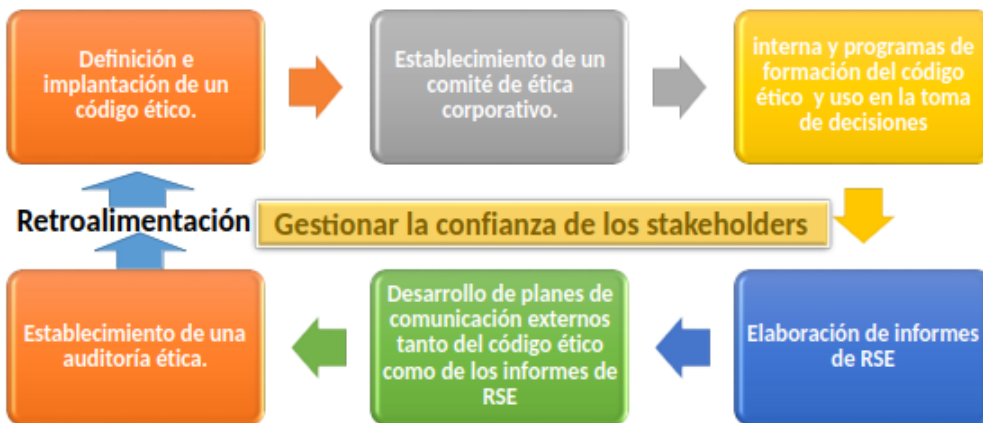 Definición e
implantación de un
código ético.
Establecimiento de un
comité de ética
corporativo.
interna y programas de
formación del código
ético y uso en la toma
de decisiones
Retroalimentación
Gestionar la confianza de los stakeholders
Establecimiento de una
auditoría ética.
Desarrollo de planes de
comunicación externos
tanto del código ético
como de los informes de
RSE
Elaboración de informes
de RSE